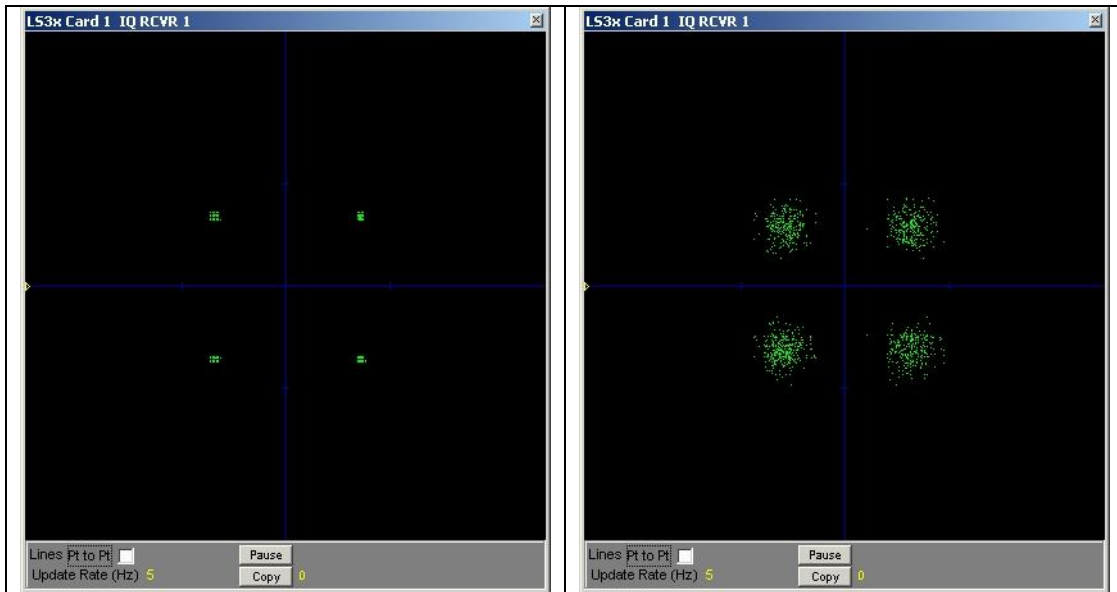 LS3x Card 1 IQ RCVR 1
Lines Pt to Pt Pause
Update Rate (Hz) 5 Copy 0
LS3x Card 1 IQ RCVR 1
Lines Pt to Pt Pause
Update Rate (Hz) 5 Copy 0